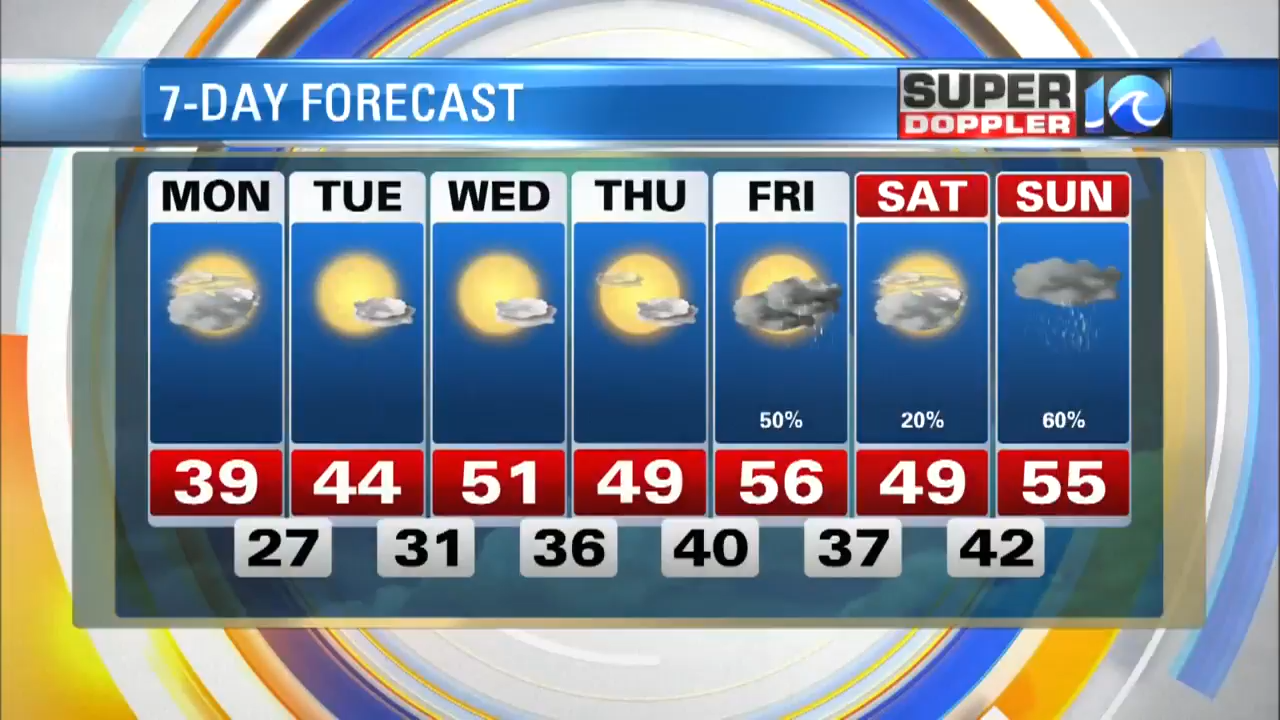 7-DAY FORECAST
SUPER
DOPPLER
10
MON TUE WED THU FRI SAT SUN
50% 20% 60%
39 44 51 49 56 49 55
27 31 36 40 37 42